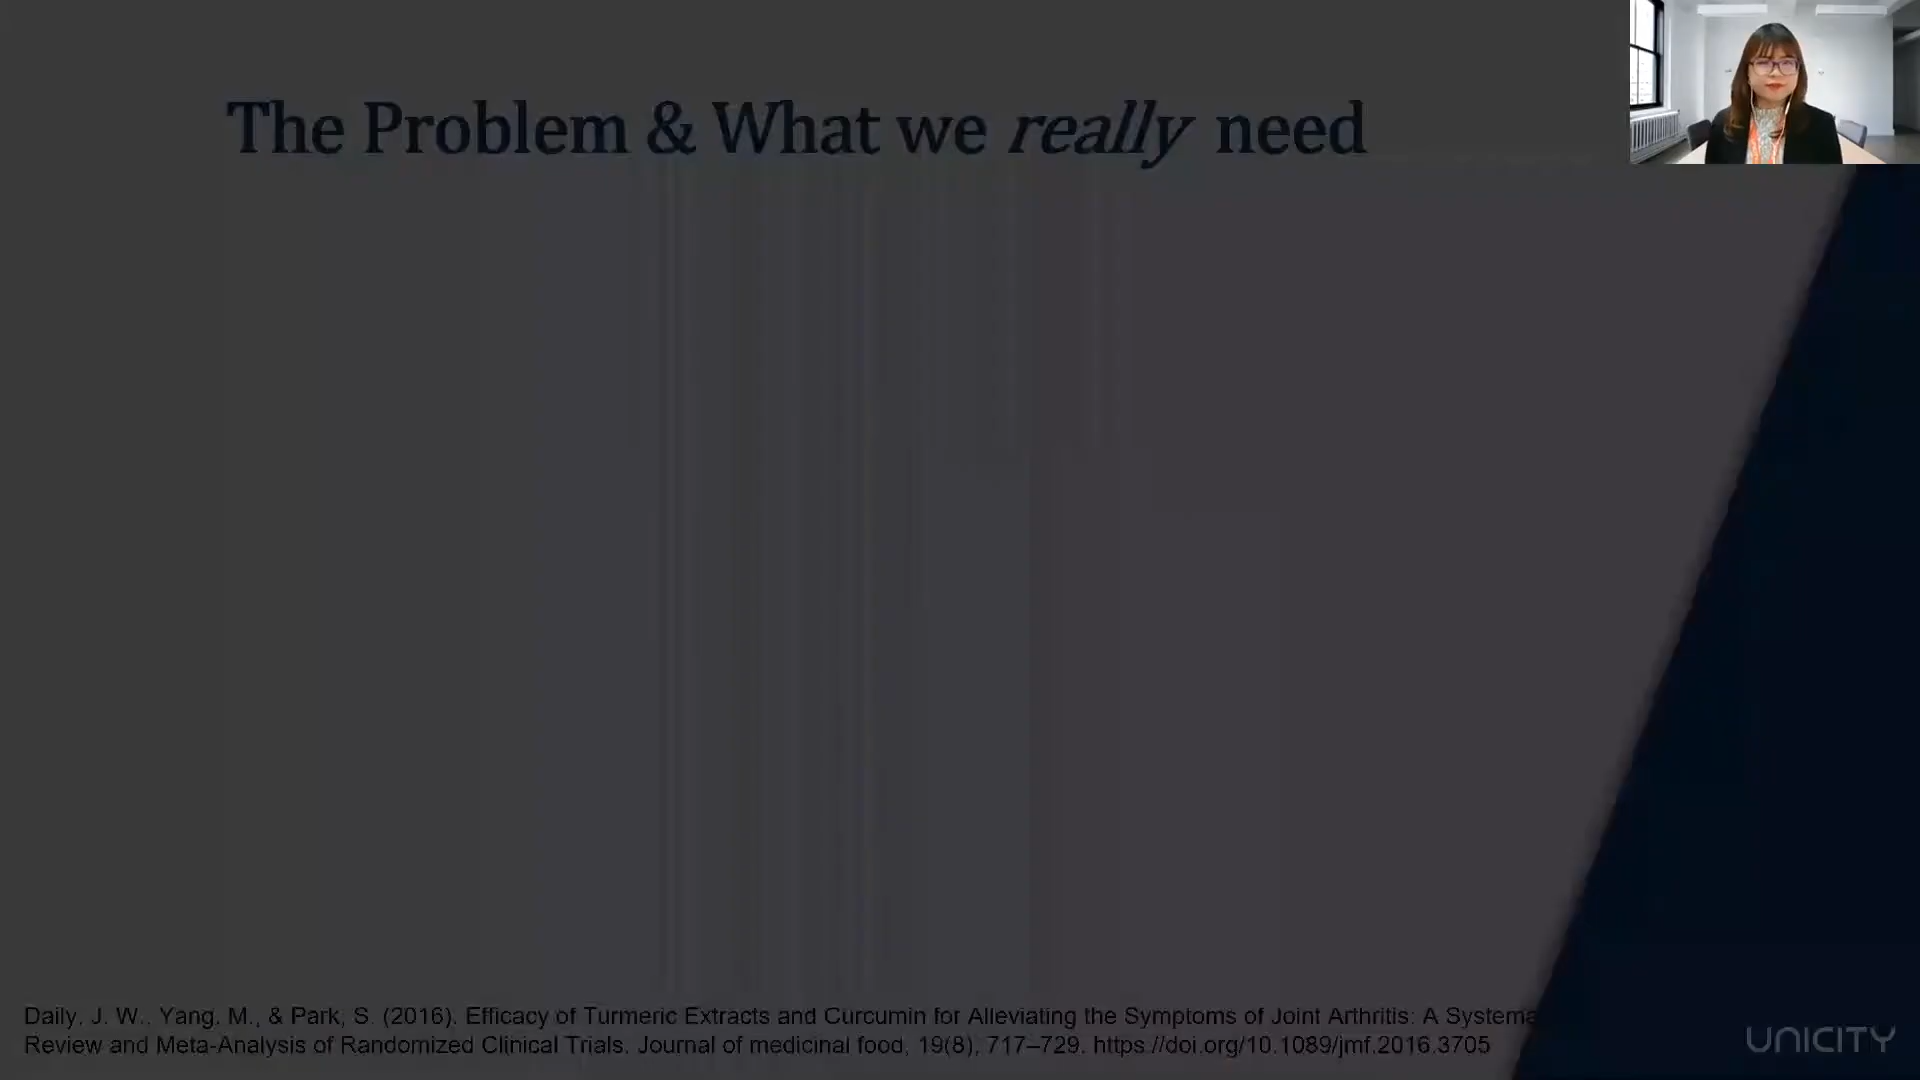 The Problem & What we really need
Daily, J. W., Yang, M., & Park, S. (2016). Efficacy of Turmeric Extracts and Curcumin for Alleviating the Symptoms of Joint Arthritis: A Systema
Review and Meta-Analysis of Randomized Clinical Trials. Journal of medicinal food, 19(8), 717–729. https://doi.org/10.1089/jmf.2016.3705
UNICITY